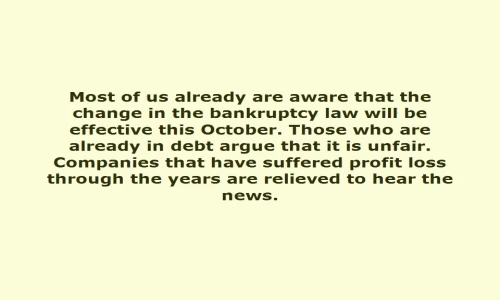 Most of us already are aware that the
change in the bankruptcy law will be
effective this October. Those who are
already in debt argue that it is unfair.
Companies that have suffered profit loss
through the years are relieved to hear the
news.